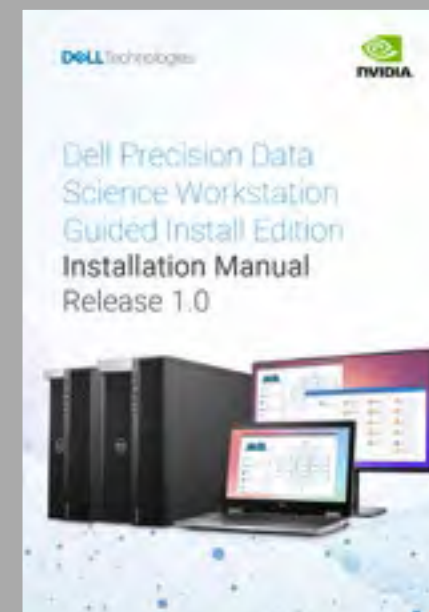 DELL Technologies
NVIDIA
Dell Precision Data
Science Workstation
Guided Install Edition
Installation Manual
Release 1.0